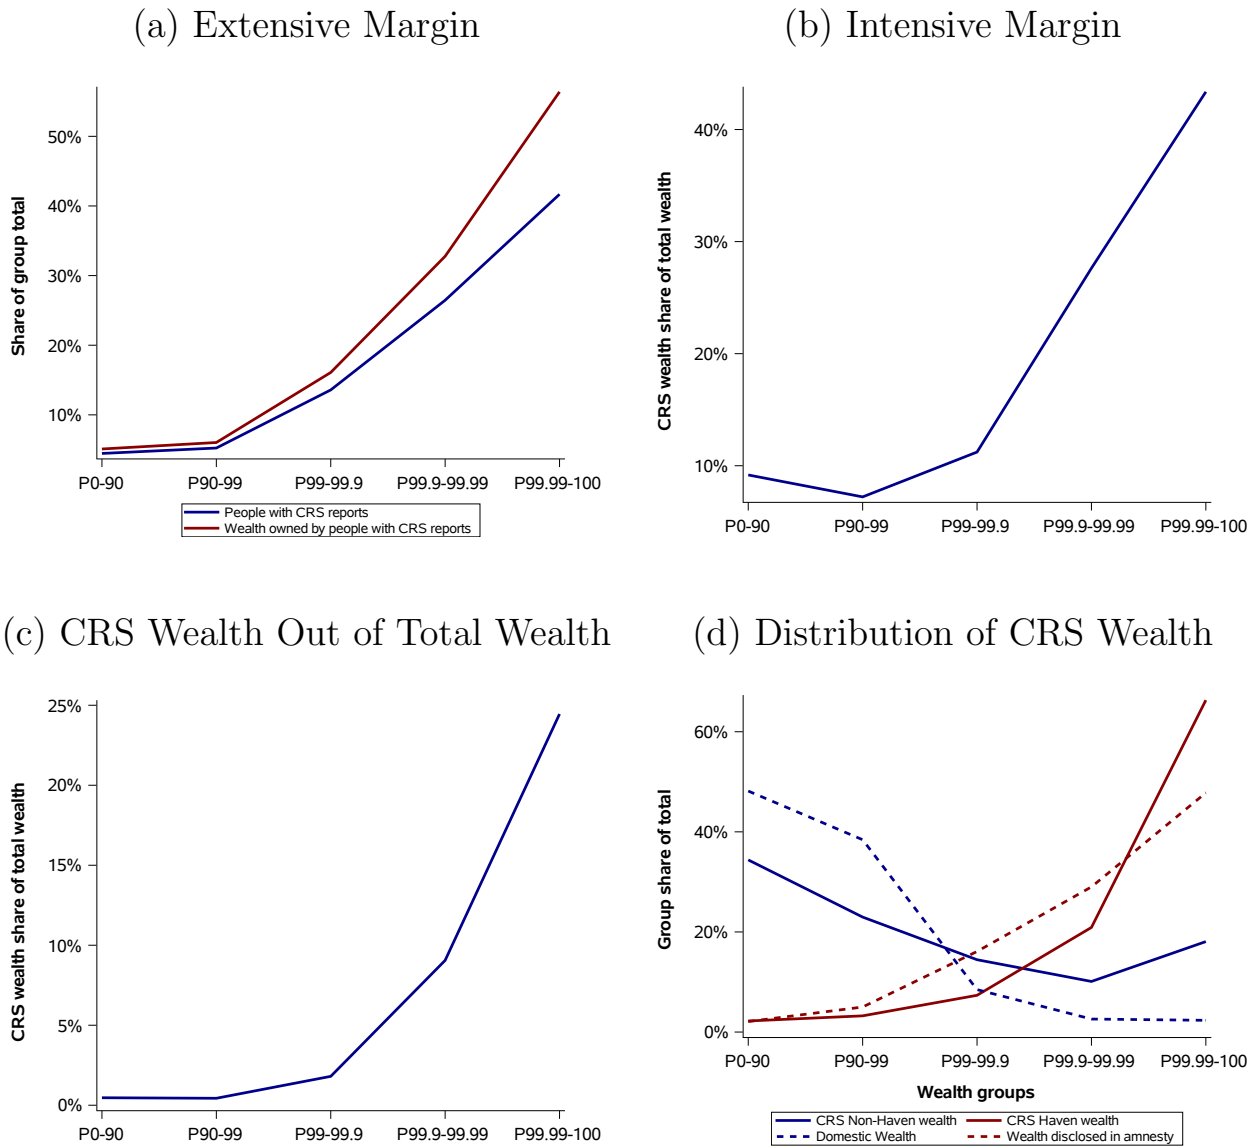 (a) Extensive Margin
50%
40%
30%
20%
10%
Share of group total
P0-90 P90-99 P99-99.9 P99.9-99.99 P99.99-100
People with CRS reports
Wealth owned by people with CRS reports
(b) Intensive Margin
40%
30%
20%
10%
CRS wealth share of total wealth
P0-90 P90-99 P99-99.9 P99.9-99.99 P99.99-100
(c) CRS Wealth Out of Total Wealth
25%
20%
15%
10%
5%
0%
CRS wealth share of total wealth
P0-90 P90-99 P99-99.9 P99.9-99.99 P99.99-100
(d) Distribution of CRS Wealth
60%
40%
20%
0%
Group share of total
P0-90 P90-99 P99-99.9 P99.9-99.99 P99.99-100
Wealth groups
CRS Non-Haven wealth CRS Haven wealth
Domestic Wealth Wealth disclosed in amnesty